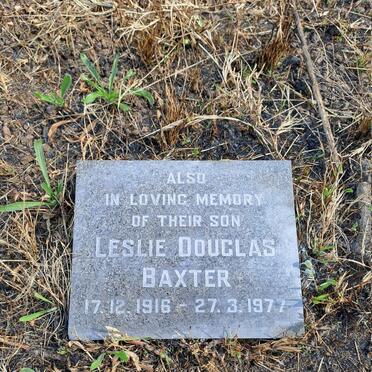 ALSO
IN LOVING MEMORY
OF THEIR SON
LESLIE DOUGLAS
BAXTER
17.12.1916 - 27.3.1977